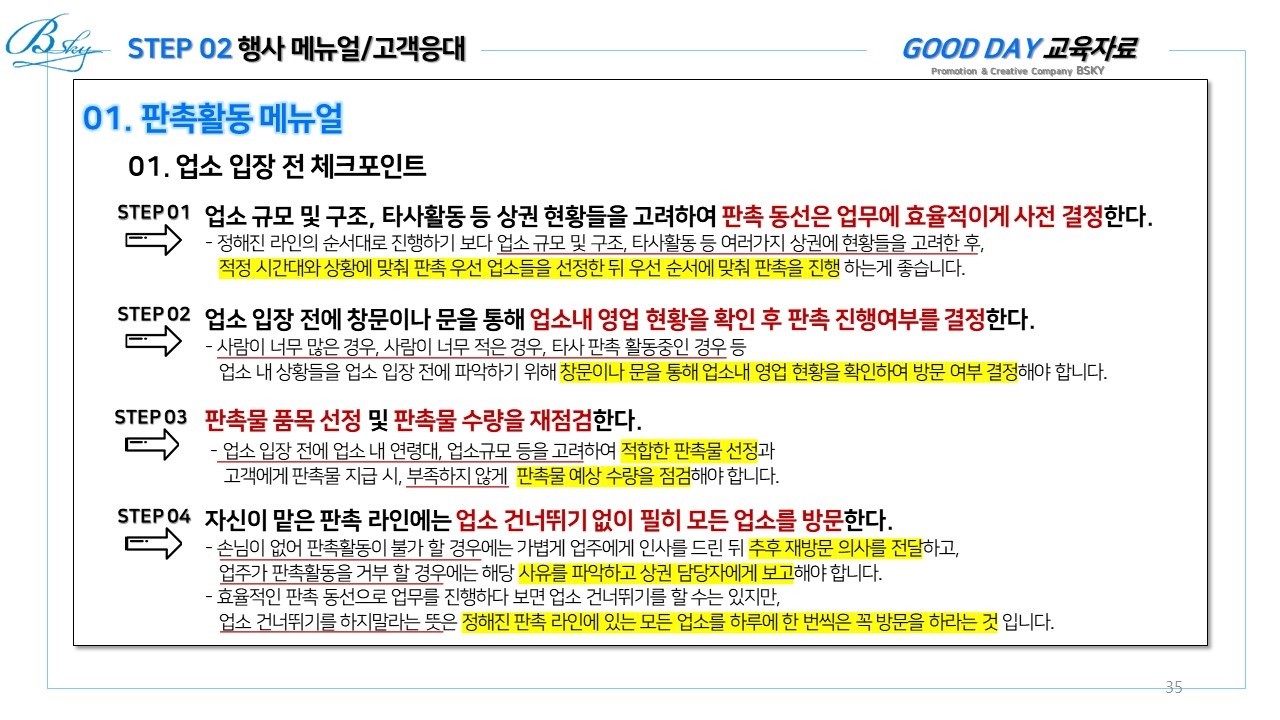 Bsky
STEP 02 행사 메뉴얼/고객응대
GOOD DAY 교육자료
Promotion & Creative Company BSKY
01. 판촉활동 메뉴얼
01. 업소 입장 전 체크포인트
STEP 01
업소 규모 및 구조, 타사활동 등 상권 현황들을 고려하여 판촉 동선은 업무에 효율적이게 사전 결정한다.
- 정해진 라인의 순서대로 진행하기 보다 업소 규모 및 구조, 타사활동 등 여러가지 상권에 현황들을 고려한 후,
적정 시간대와 상황에 맞춰 판촉 우선 업소들을 선정한 뒤 우선 순서에 맞춰 판촉을 진행 하는게 좋습니다.
STEP 02
업소 입장 전에 창문이나 문을 통해 업소내 영업 현황을 확인 후 판촉 진행여부를 결정한다.
- 사람이 너무 많은 경우, 사람이 너무 적은 경우, 타사 판촉 활동중인 경우 등
업소 내 상황들을 업소 입장 전에 파악하기 위해 창문이나 문을 통해 업소내 영업 현황을 확인하여 방문 여부 결정해야 합니다.
STEP 03
판촉물 품목 선정 및 판촉물 수량을 재점검한다.
- 업소 입장 전에 업소 내 연령대, 업소규모 등을 고려하여 적합한 판촉물 선정과
고객에게 판촉물 지급 시, 부족하지 않게 판촉물 예상 수량을 점검해야 합니다.
STEP 04
자신이 맡은 판촉 라인에는 업소 건너뛰기 없이 필히 모든 업소를 방문한다.
- 손님이 없어 판촉활동이 불가 할 경우에는 가볍게 업주에게 인사를 드린 뒤 추후 재방문 의사를 전달하고,
업주가 판촉활동을 거부 할 경우에는 해당 사유를 파악하고 상권 담당자에게 보고해야 합니다.
- 효율적인 판촉 동선으로 업무를 진행하다 보면 업소 건너뛰기를 할 수는 있지만,
업소 건너뛰기를 하지말라는 뜻은 정해진 판촉 라인에 있는 모든 업소를 하루에 한 번씩은 꼭 방문을 하라는 것 입니다.
35